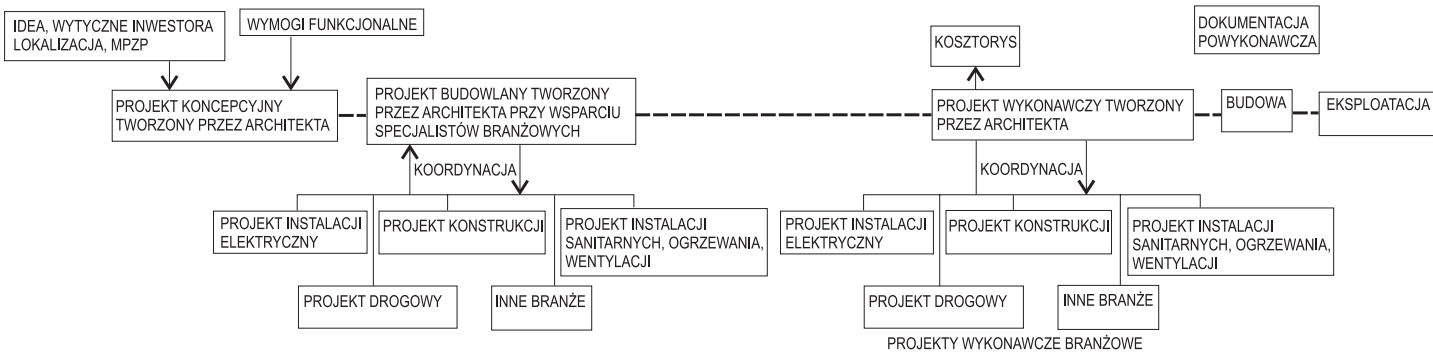 IDEA, WYTYCZNE INWESTORA
LOKALIZACJA, MPZP
WYMOGI FUNKCJONALNE
PROJEKT KONCEPCYJNY
TWORZONY PRZEZ ARCHITEKTA
PROJEKT BUDOWLANY TWORZONY
PRZEZ ARCHITEKTA PRZY WSPARCIU
SPECJALISTÓW BRANŻOWYCH
KOORDYNACJA
PROJEKT INSTALACJI
ELEKTRYCZNY
PROJEKT KONSTRUKCJI
PROJEKT INSTALACJI
SANITARNYCH, OGRZEWANIA,
WENTYLACJI
PROJEKT DROGOWY
INNE BRANŻE
KOSZTORYS
PROJEKT WYKONAWCZY TWORZONY
PRZEZ ARCHITEKTA
DOKUMENTACJA
POWYKONAWCZA
BUDOWA
EKSPLOATACJA
KOORDYNACJA
PROJEKT INSTALACJI
ELEKTRYCZNY
PROJEKT KONSTRUKCJI
PROJEKT INSTALACJI
SANITARNYCH, OGRZEWANIA,
WENTYLACJI
PROJEKT DROGOWY
INNE BRANŻE
PROJEKTY WYKONAWCZE BRANŻOWE